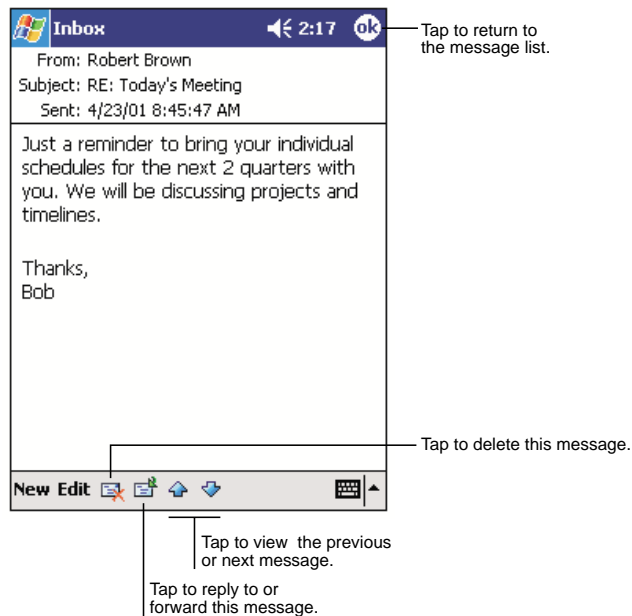 Inbox 2:17 ok
Tap to return to
the message list.
From: Robert Brown
Subject: RE: Today's Meeting
Sent: 4/23/01 8:45:47 AM
Just a reminder to bring your individual
schedules for the next 2 quarters with
you. We will be discussing projects and
timelines.
Thanks,
Bob
Tap to delete this message.
New Edit
Tap to view the previous
or next message.
Tap to reply to or
forward this message.